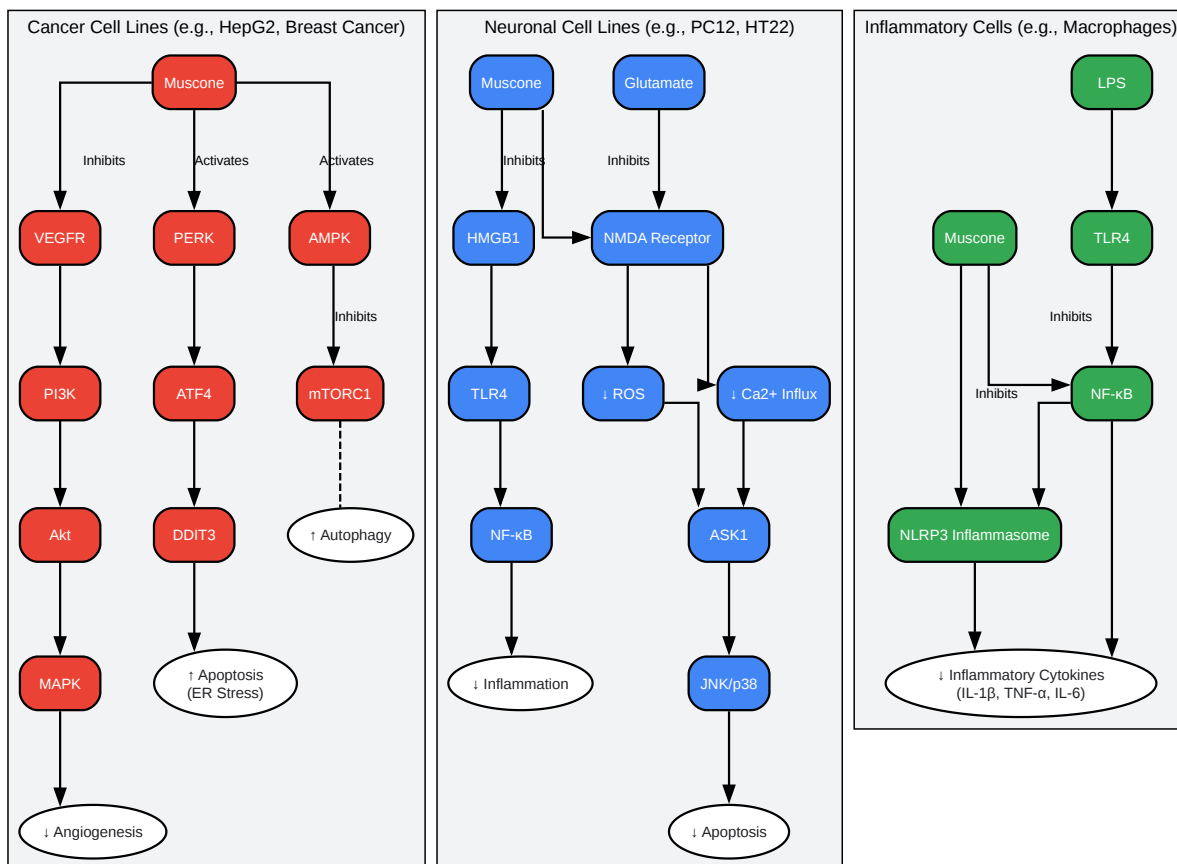 Cancer Cell Lines (e.g., HepG2, Breast Cancer)
Muscone
Inhibits
Activates
Activates
VEGFR
PERK
AMPK
Inhibits
PI3K
ATF4
mTORC1
Akt
DDIT3
↑ Autophagy
MAPK
↑ Apoptosis
(ER Stress)
↓ Angiogenesis
Neuronal Cell Lines (e.g., PC12, HT22)
Muscone
Glutamate
Inhibits
Inhibits
HMGB1
NMDA Receptor
TLR4
↓ ROS
↓ Ca2+ Influx
NF-κB
ASK1
↓ Inflammation
JNK/p38
↓ Apoptosis
Inflammatory Cells (e.g., Macrophages)
LPS
Muscone
TLR4
Inhibits
Inhibits
NF-κB
NLRP3 Inflammasome
↓ Inflammatory Cytokines
(IL-1β, TNF-α, IL-6)